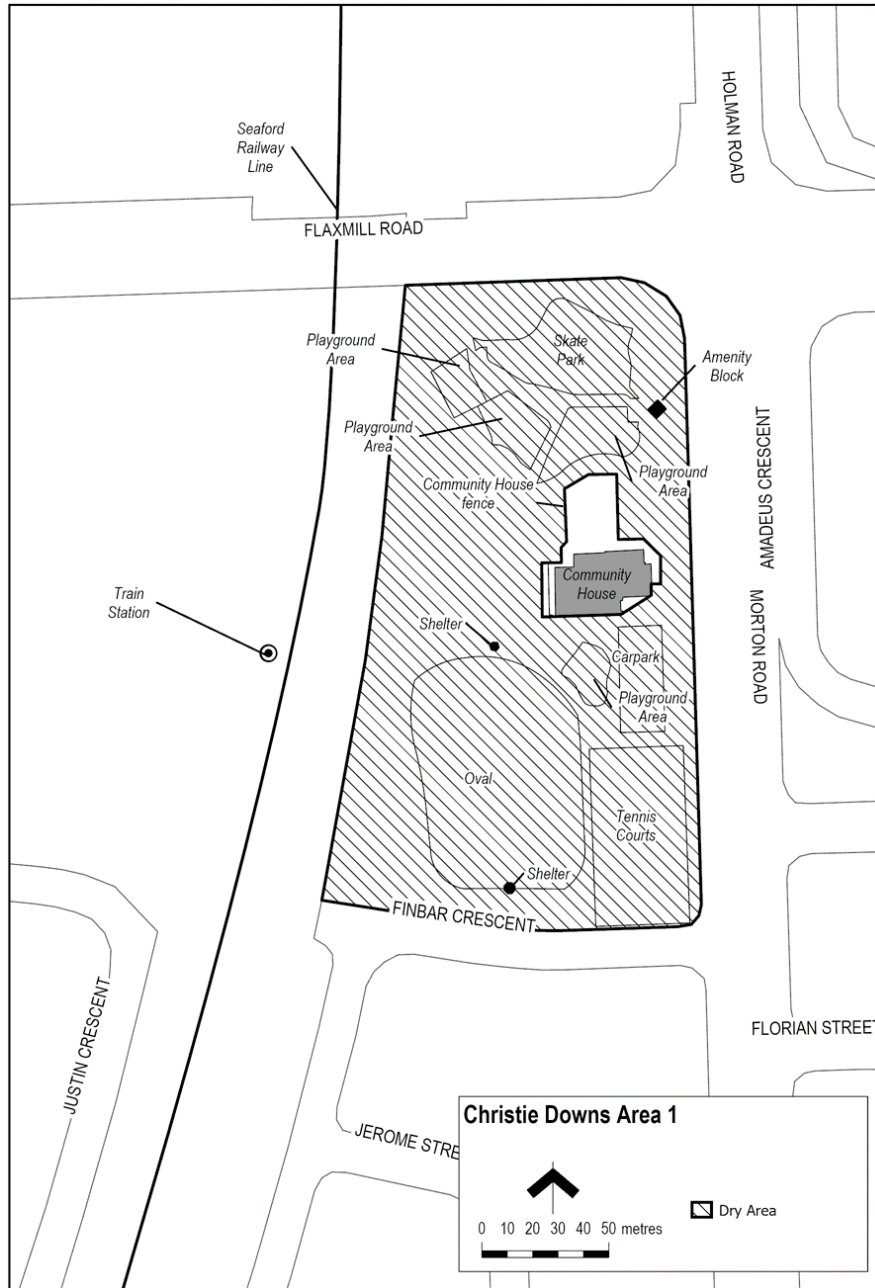 HOLMAN ROAD
Seaford
Railway
Line
FLAXMILL ROAD
Playground
Area
Skate
Park
Amenity
Block
Playground
Area
Playground
Area
Community House
fence
AMADEUS CRESCENT
Community
House
Train
Station
Shelter
MORTON ROAD
Carpark
Playground
Area
Oval
Tennis
Courts
Shelter
FINBAR CRESCENT
JUSTIN CRESCENT
FLORIAN STREET
JEROME STRE
Christie Downs Area 1
0 10 20 30 40 50 metres
Dry Area